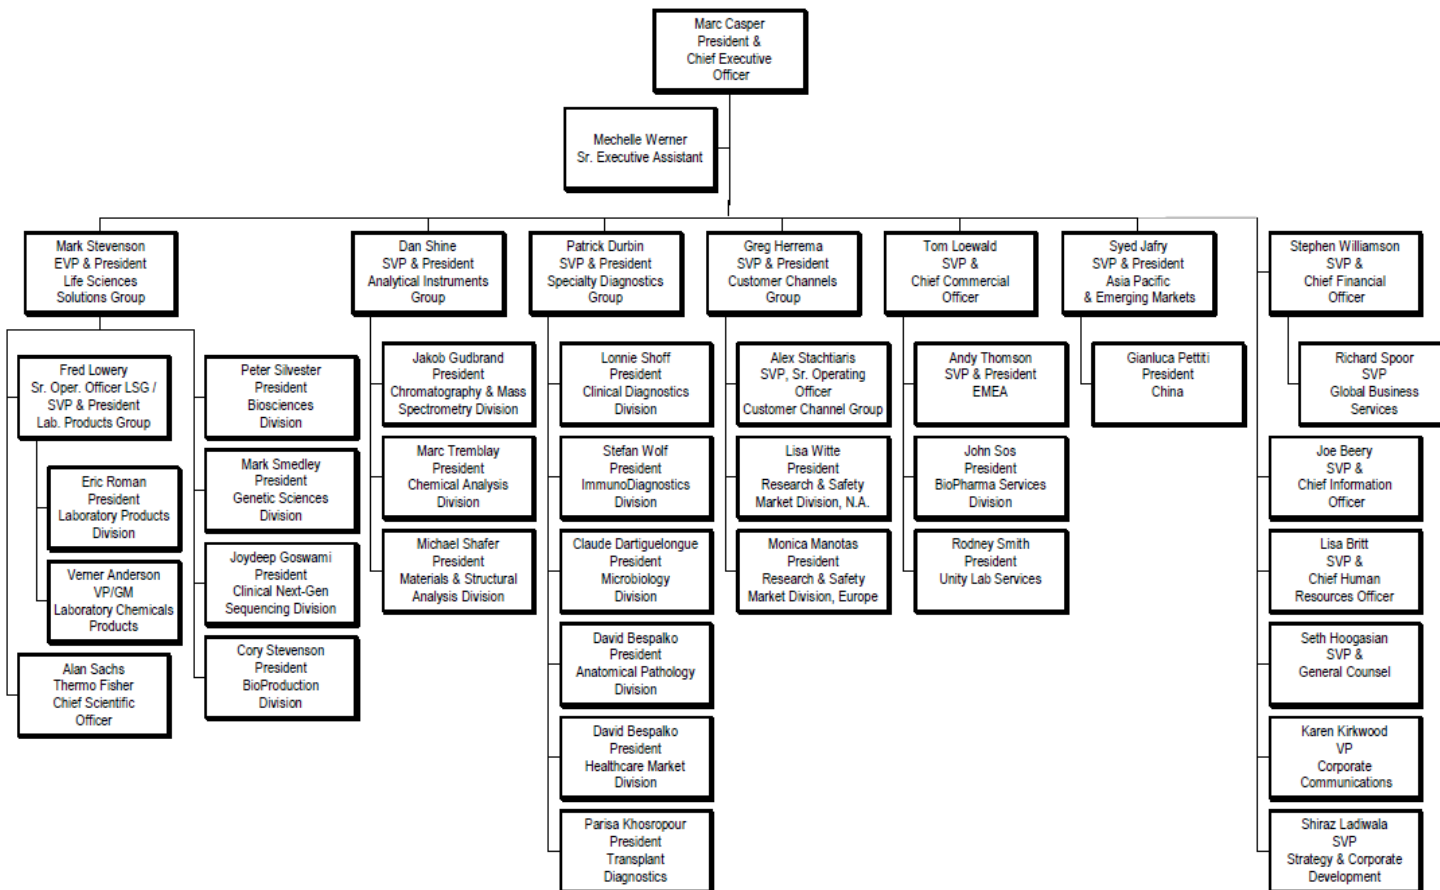 Marc Casper
President &
Chief Executive
Officer
Mechelle Werner
Sr. Executive Assistant
Mark Stevenson
EVP & President
Life Sciences
Solutions Group
Dan Shine
SVP & President
Analytical Instruments
Group
Patrick Durbin
SVP & President
Specialty Diagnostics
Group
Greg Herrema
SVP & President
Customer Channels
Group
Tom Loewald
SVP &
Chief Commercial
Officer
Syed Jafry
SVP & President
Asia Pacific
& Emerging Markets
Stephen Williamson
SVP &
Chief Financial
Officer
Fred Lowery
Sr. Oper. Officer LSG /
SVP & President
Lab. Products Group
Eric Roman
President
Laboratory Products
Division
Verner Anderson
VP/GM
Laboratory Chemicals
Products
Alan Sachs
Thermo Fisher
Chief Scientific
Officer
Peter Silvester
President
Biosciences
Division
Mark Smedley
President
Genetic Sciences
Division
Joydeep Goswami
President
Clinical Next-Gen
Sequencing Division
Cory Stevenson
President
BioProduction
Division
Jakob Gudbrand
President
Chromatography & Mass
Spectrometry Division
Marc Tremblay
President
Chemical Analysis
Division
Michael Shafer
President
Materials & Structural
Analysis Division
Lonnie Shoff
President
Clinical Diagnostics
Division
Stefan Wolf
President
ImmunoDiagnostics
Division
Claude Dartiguelongue
President
Microbiology
Division
David Bespalko
President
Anatomical Pathology
Division
David Bespalko
President
Healthcare Market
Division
Parisa Khosropour
President
Transplant
Diagnostics
Alex Stachtiaris
SVP, Sr. Operating
Officer
Customer Channel Group
Lisa Witte
President
Research & Safety
Market Division, N.A.
Monica Manotas
President
Research & Safety
Market Division, Europe
Andy Thomson
SVP & President
EMEA
John Sos
President
BioPharma Services
Division
Rodney Smith
President
Unity Lab Services
Gianluca Pettiti
President
China
Richard Spoor
SVP
Global Business
Services
Joe Beery
SVP &
Chief Information
Officer
Lisa Britt
SVP &
Chief Human
Resources Officer
Seth Hoogasian
SVP &
General Counsel
Karen Kirkwood
VP
Corporate
Communications
Shiraz Ladiwala
SVP
Strategy & Corporate
Development